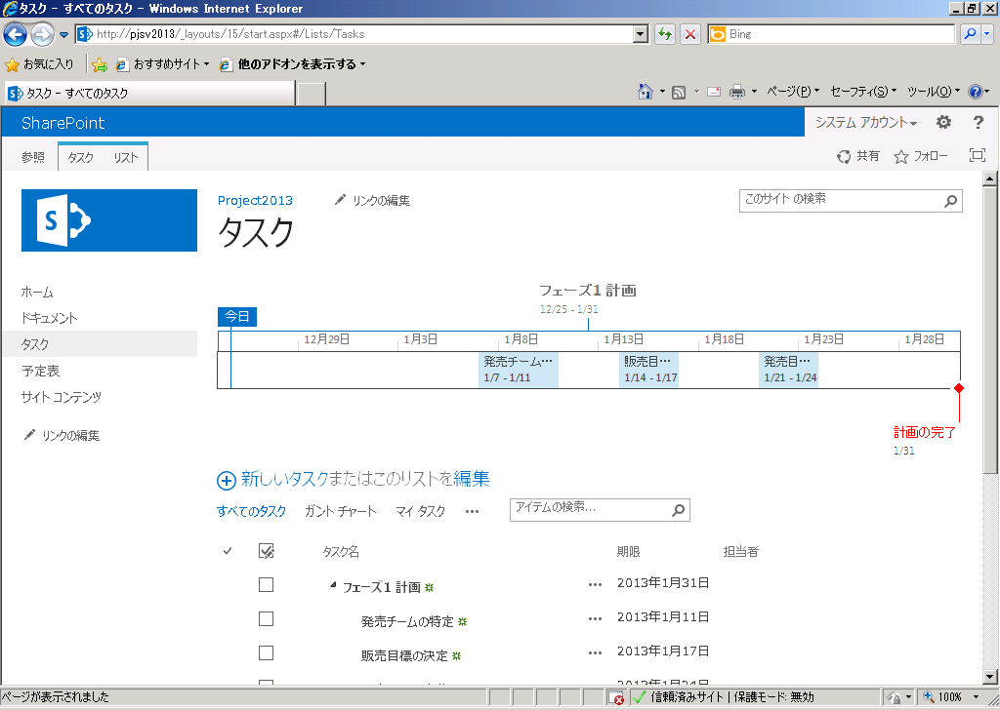 タスク - すべてのタスク - Windows Internet Explorer
http://pjsv2013/_layouts/15/start.aspx#/Lists/Tasks
Bing
お気に入り
おすすめサイト
他のアドオンを表示する
タスク - すべてのタスク
ページ(P)
セーフティ(S)
ツール(O)
SharePoint
システム アカウント
?
参照
タスク
リスト
共有
フォロー
S
Project2013
リンクの編集
このサイト の検索
タスク
ホーム
ドキュメント
タスク
予定表
サイト コンテンツ
リンクの編集
フェーズ1 計画
12/25 - 1/31
今日
12月29日
1月3日
1月8日
1月13日
1月18日
1月23日
1月28日
発売チーム…
1/7 - 1/11
販売目…
1/14 - 1/17
発売目…
1/21 - 1/24
計画の完了
1/31
新しいタスクまたはこのリストを編集
すべてのタスク
ガント チャート
マイ タスク
…
アイテムの検索...
タスク名
期限
担当者
フェーズ1 計画
…
2013年1月31日
発売チームの特定
…
2013年1月11日
販売目標の決定
…
2013年1月17日
ページが表示されました
信頼済みサイト | 保護モード: 無効
100%